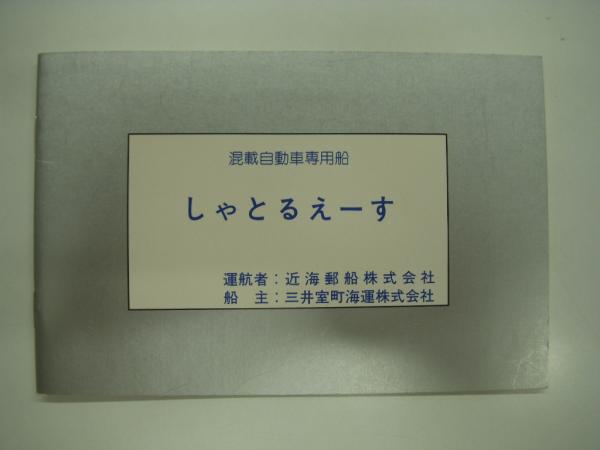 混載自動車専用船
しゃとるえーす
運航者：近海郵船株式会社
船　主：三井室町海運株式会社